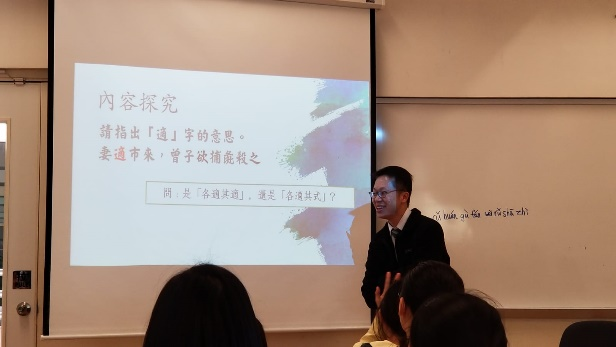 內容探究
請指出「適」字的意思。
妻適市來，曾子欲捕彘殺之
問：是「各適其適」，還是「各適其式」？